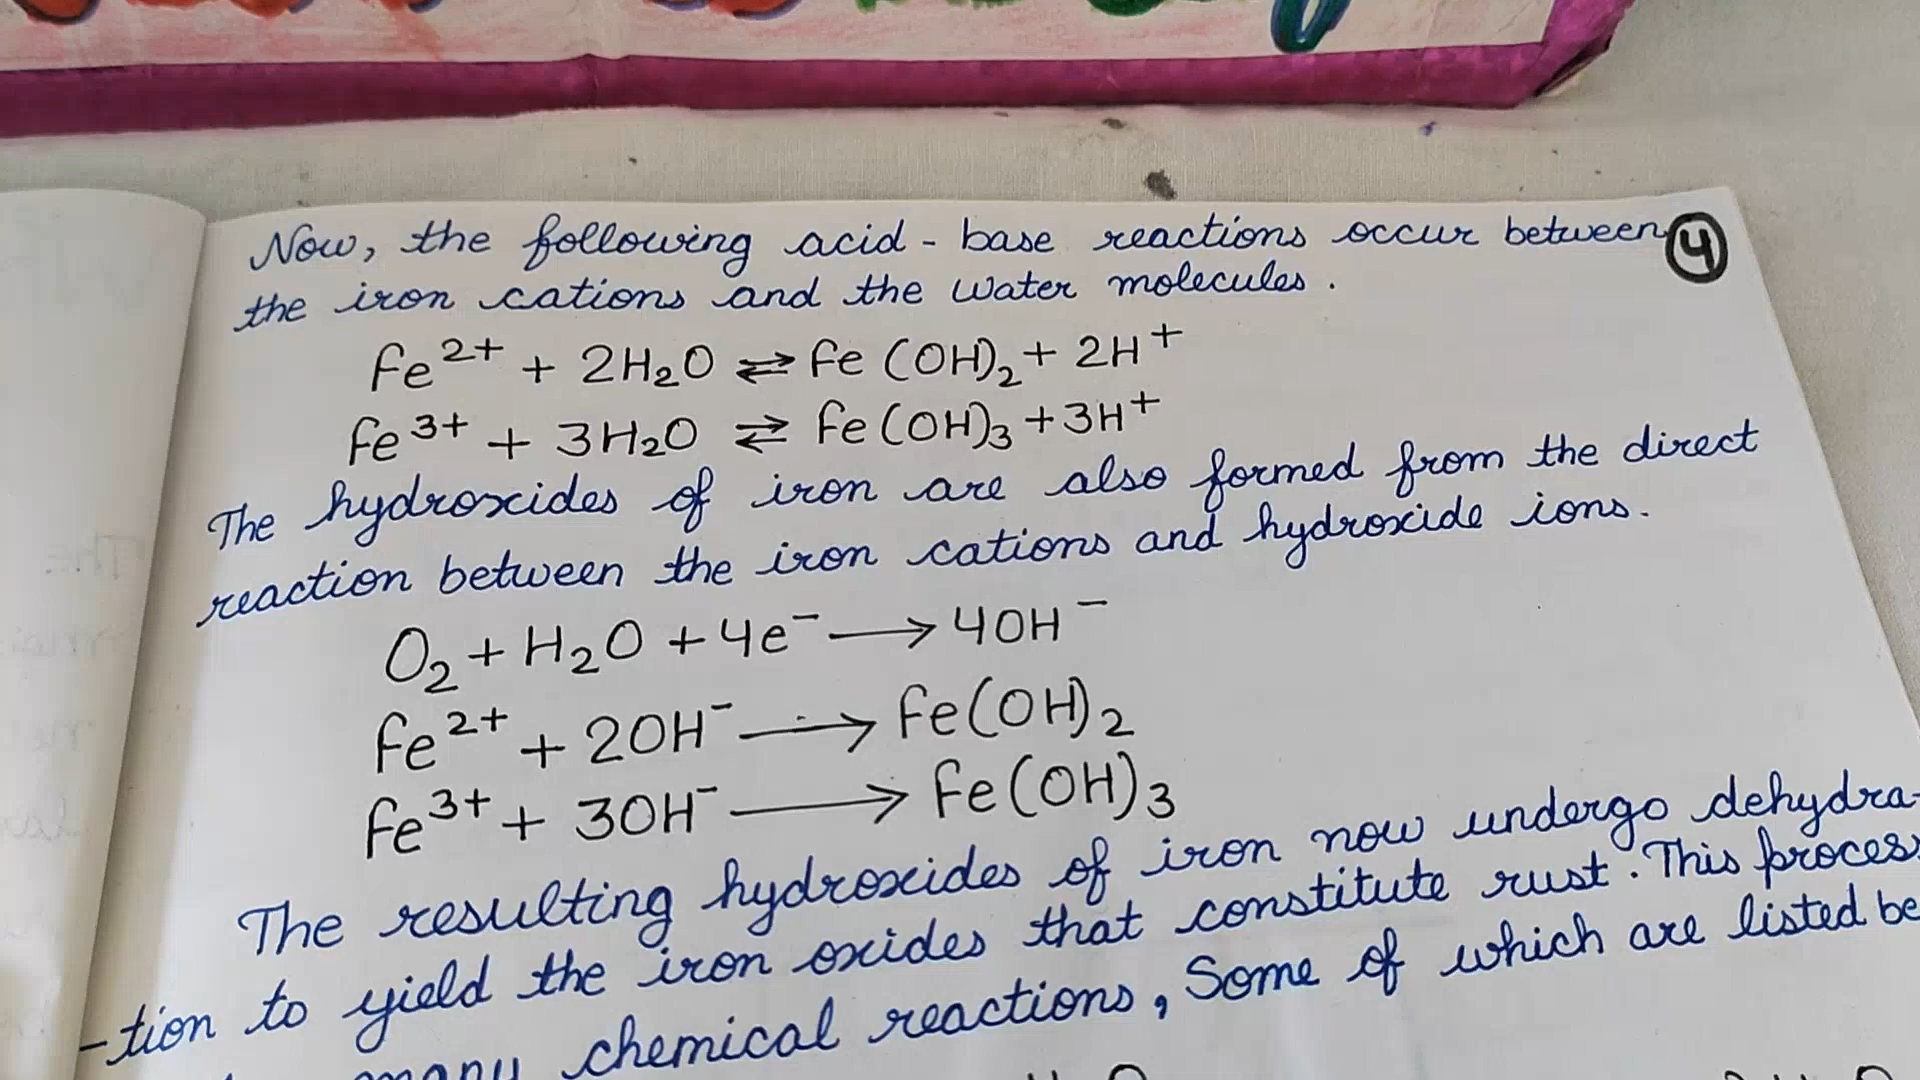 Now, the following acid - base reactions occur between
4
the iron cations and the water molecules.
Fe²⁺ + 2H₂O ⇌ Fe (OH)₂ + 2H⁺
Fe³⁺ + 3H₂O ⇌ Fe(OH)₃ + 3H⁺
The hydroxides of iron are also formed from the direct
reaction between the iron cations and hydroxide ions.
O₂ + H₂O + 4e⁻ ⟶ 4OH⁻
Fe²⁺ + 2OH⁻ ⟶ Fe(OH)₂
Fe³⁺ + 3OH⁻ ⟶ Fe(OH)₃
The resulting hydroxides of iron now undergo dehydra-
-tion to yield the iron oxides that constitute rust. This proces
many chemical reactions, Some of which are listed be